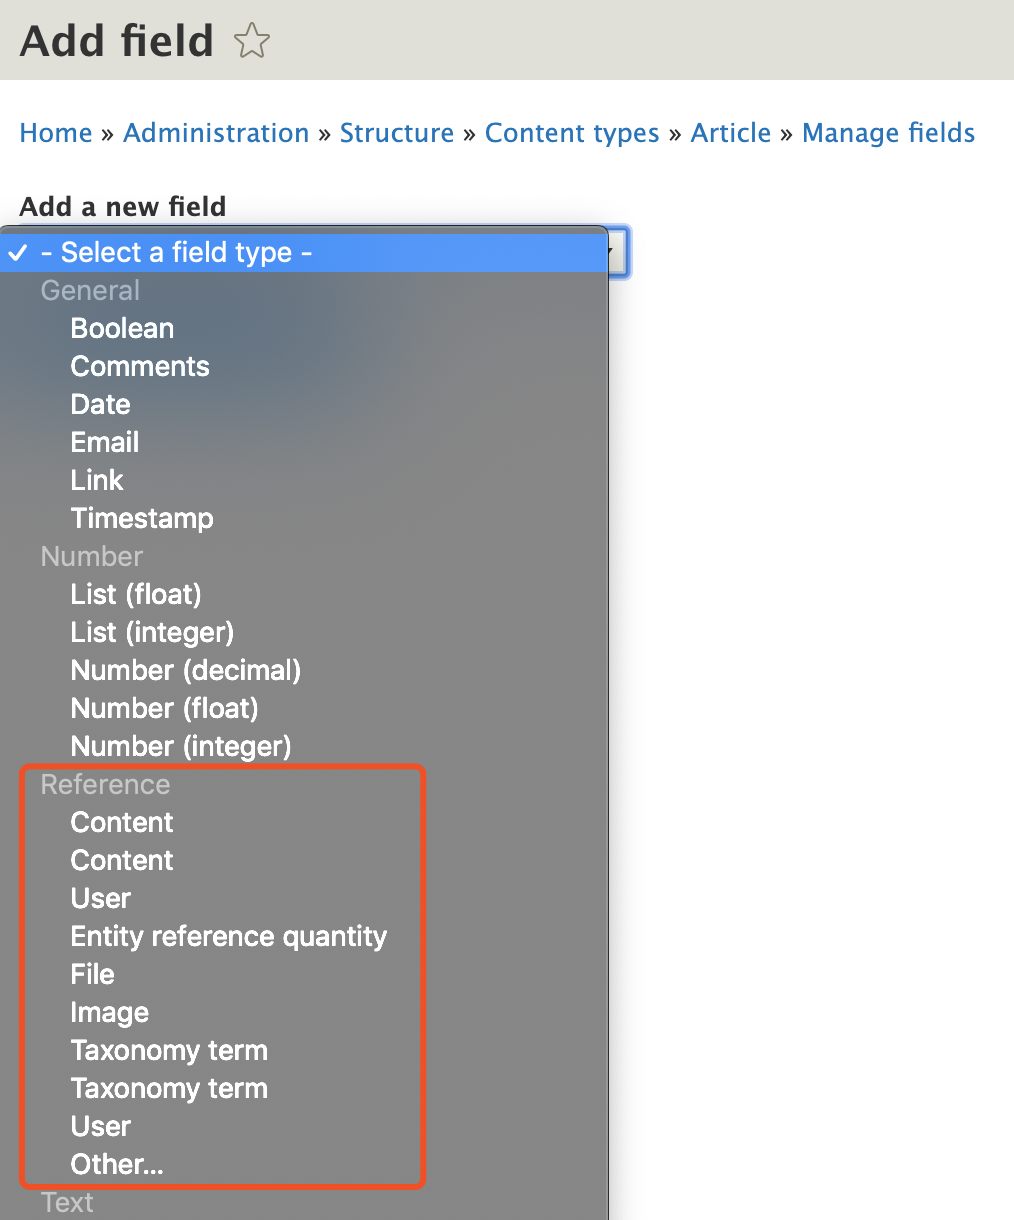 Add field
Home » Administration » Structure » Content types » Article » Manage fields
Add a new field
- Select a field type -
General
Boolean
Comments
Date
Email
Link
Timestamp
Number
List (float)
List (integer)
Number (decimal)
Number (float)
Number (integer)
Reference
Content
Content
User
Entity reference quantity
File
Image
Taxonomy term
Taxonomy term
User
Other...
Text